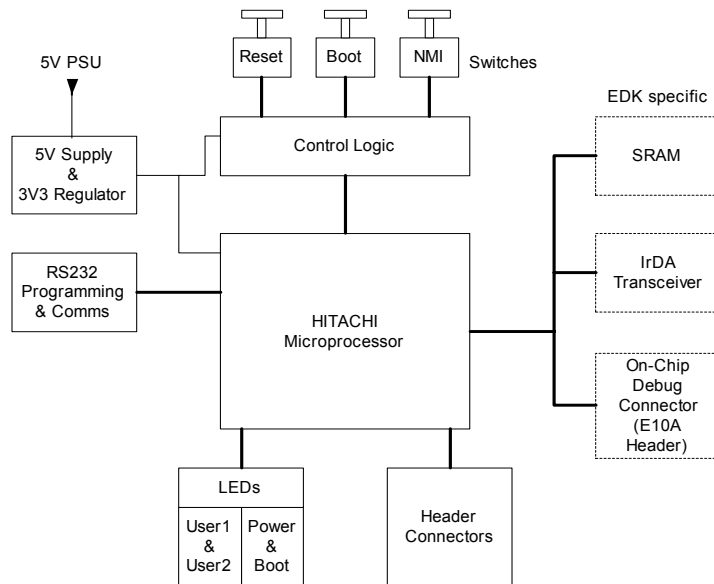 Reset
Boot
NMI
Switches
5V PSU
EDK specific
5V Supply
&
3V3 Regulator
Control Logic
SRAM
RS232
Programming
& Comms
HITACHI
Microprocessor
IrDA
Transceiver
On-Chip
Debug
Connector
(E10A
Header)
LEDs
User1
&
User2
Power
&
Boot
Header
Connectors